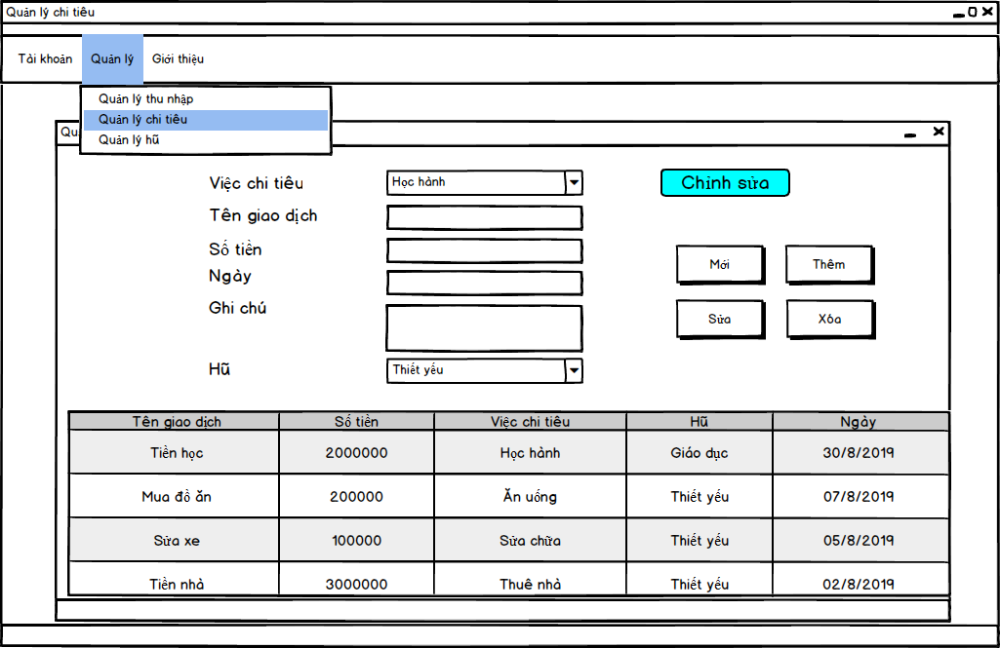 Quản lý chi tiêu
Tài khoản Quản lý Giới thiệu
Quản lý thu nhập
Quản lý chi tiêu
Quản lý hũ
Việc chi tiêu Học hành Chỉnh sửa
Tên giao dịch
Số tiền
Ngày Mới Thêm
Ghi chú Sửa Xóa
Hũ Thiết yếu
Tên giao dịch Số tiền Việc chi tiêu Hũ Ngày
Tiền học 2000000 Học hành Giáo dục 30/8/2019
Mua đồ ăn 200000 Ăn uống Thiết yếu 07/8/2019
Sửa xe 100000 Sửa chữa Thiết yếu 05/8/2019
Tiền nhà 3000000 Thuê nhà Thiết yếu 02/8/2019